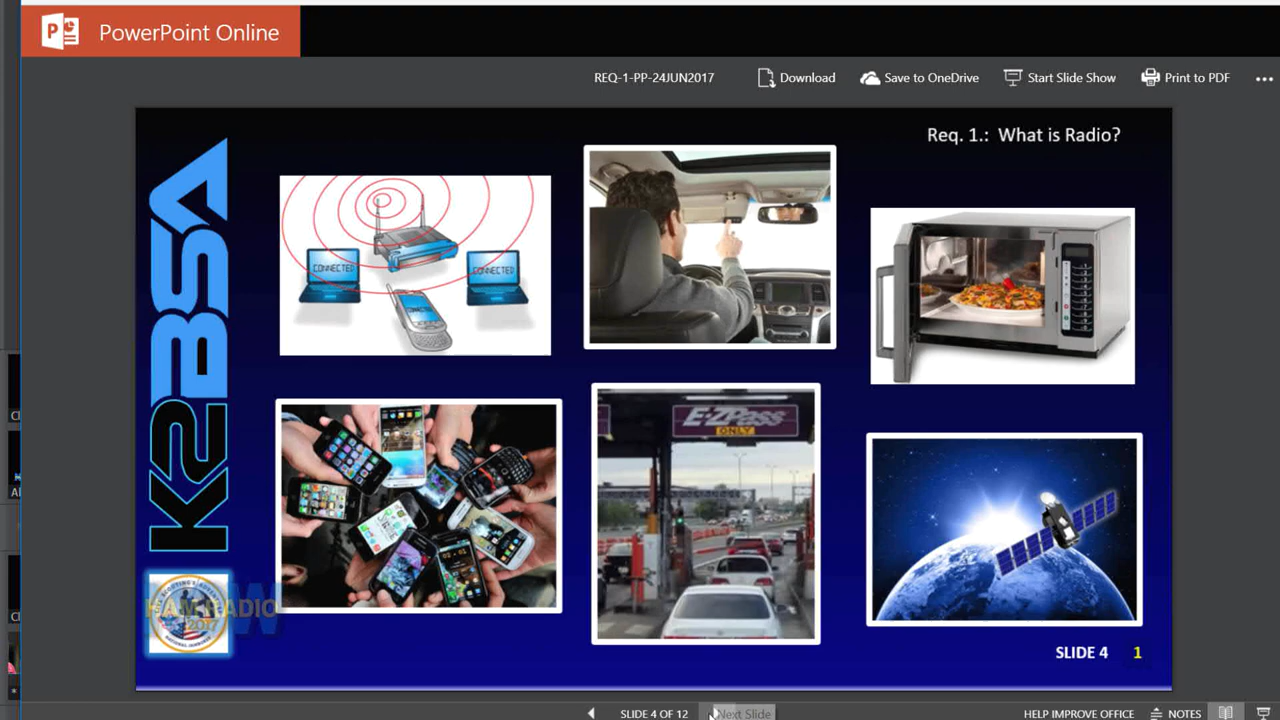 PowerPoint Online
REQ-1-PP-24JUN2017
Download
Save to OneDrive
Start Slide Show
Print to PDF
Req. 1.: What is Radio?
K2BSA
CONNECTED
CONNECTED
E-ZPass
ONLY
HAM RADIO
2017
SLIDE 4 1
SLIDE 4 OF 12
Next Slide
HELP IMPROVE OFFICE
NOTES